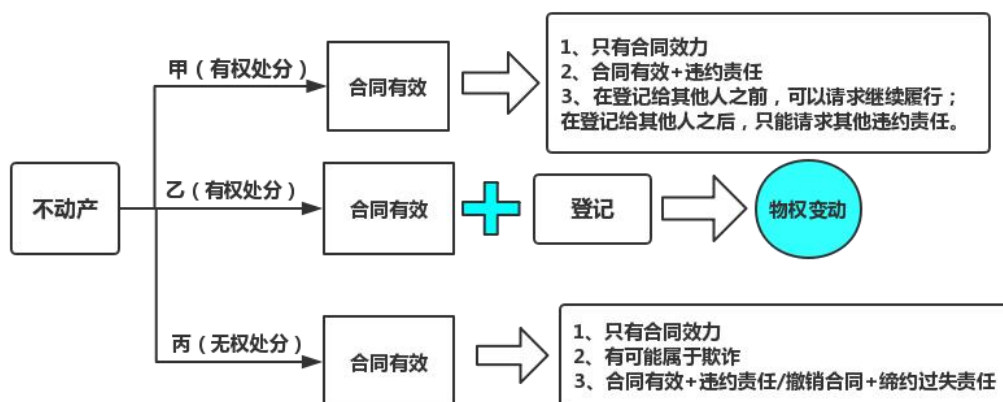 甲（有权处分）
合同有效
1、只有合同效力
2、合同有效+违约责任
3、在登记给其他人之前，可以请求继续履行；
在登记给其他人之后，只能请求其他违约责任。
不动产
乙（有权处分）
合同有效
登记
物权变动
丙（无权处分）
合同有效
1、只有合同效力
2、有可能属于欺诈
3、合同有效+违约责任/撤销合同+缔约过失责任